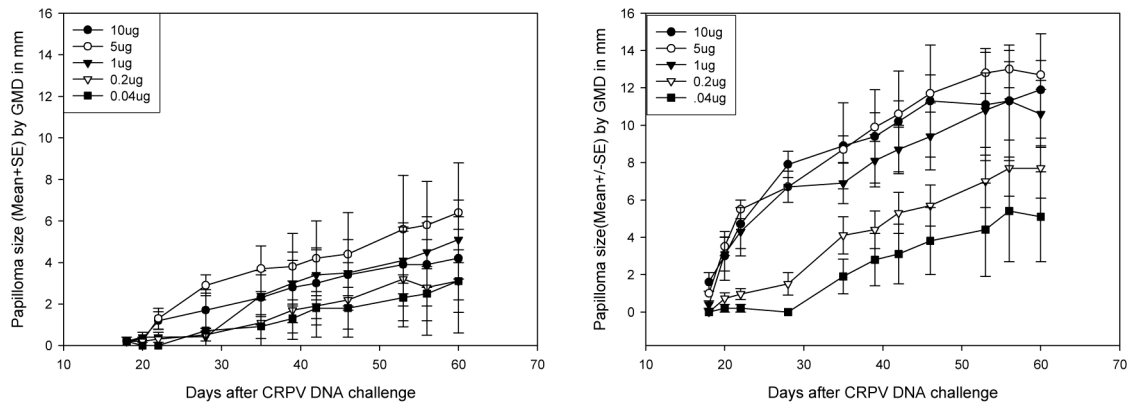 Papilloma size (Mean+SE) by GMD in mm
16
14
12
10
8
6
4
2
0
10ug
5ug
1ug
0.2ug
0.04ug
10 20 30 40 50 60 70
Days after CRPV DNA challenge
Papilloma size(Mean+/-SE) by GMD in mm
16
14
12
10
8
6
4
2
0
10ug
5ug
1ug
0.2ug
.04ug
10 20 30 40 50 60 70
Days after CRPV DNA challenge